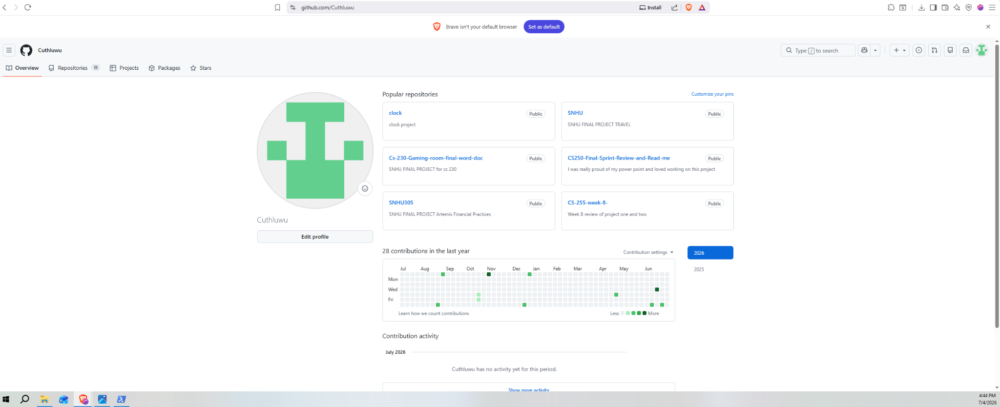 github.com/Cuthluwu
Install
Brave isn't your default browser
Set as default
Cuthluwu
Type / to search
Overview
Repositories 11
Projects
Packages
Stars
Popular repositories
Customize your pins
clock
Public
clock project
SNHU
Public
SNHU FINAL PROJECT TRAVEL
Cs-230-Gaming-room-final-word-doc
Public
SNHU FINAL PROJECT for cs 230
CS250-Final-Sprint-Review-and-Read-me
Public
I was really proud of my power point and loved working on this project
SNHU305
Public
SNHU FINAL PROJECT Artemis Financial Practices
CS-255-week-8-
Public
Week 8 review of project one and two
Cuthluwu
Edit profile
28 contributions in the last year
Contribution settings
2026
2025
Jul Aug Sep Oct Nov Dec Jan Feb Mar Apr May Jun
Mon
Wed
Fri
Learn how we count contributions
Less More
Contribution activity
July 2026
Cuthluwu has no activity yet for this period.
Show more activity
4:44 PM
7/4/2026